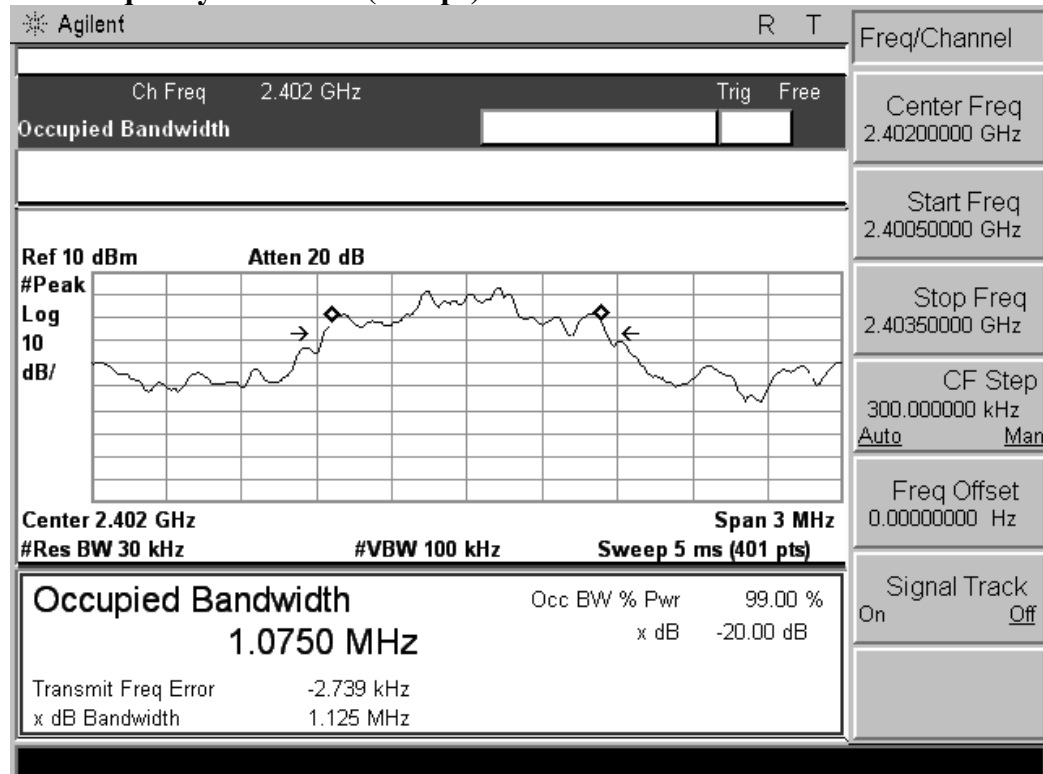 Agilent R T
Freq/Channel
Ch Freq 2.402 GHz Trig Free
Occupied Bandwidth
Center Freq
2.40200000 GHz
Start Freq
2.40050000 GHz
Ref 10 dBm Atten 20 dB
#Peak
Log
10
dB/
Stop Freq
2.40350000 GHz
CF Step
300.000000 kHz
Auto Man
Freq Offset
0.00000000 Hz
Center 2.402 GHz Span 3 MHz
#Res BW 30 kHz #VBW 100 kHz Sweep 5 ms (401 pts)
Signal Track
On Off
Occupied Bandwidth Occ BW % Pwr 99.00 %
1.0750 MHz x dB -20.00 dB
Transmit Freq Error -2.739 kHz
x dB Bandwidth 1.125 MHz